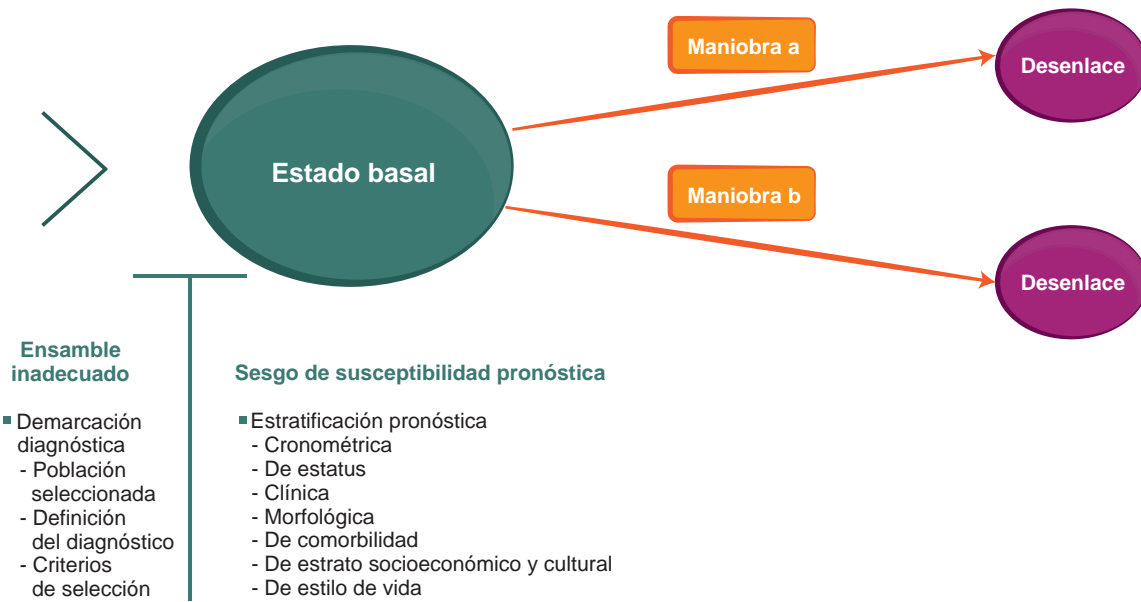 Maniobra a
Desenlace
Estado basal
Maniobra b
Desenlace
Ensamble
inadecuado
Demarcación
diagnóstica
- Población
seleccionada
- Definición
del diagnóstico
- Criterios
de selección
Sesgo de susceptibilidad pronóstica
Estratificación pronóstica
- Cronométrica
- De estatus
- Clínica
- Morfológica
- De comorbilidad
- De estrato socioeconómico y cultural
- De estilo de vida